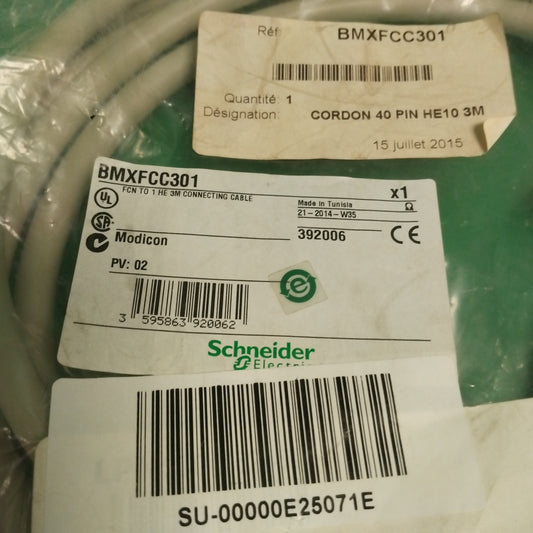 Réf:
BMXFCC301
Quantité: 1
Désignation: CORDON 40 PIN HE10 3M
15 juillet 2015
BMXFCC301
x1
FCN TO 1 HE 3M CONNECTING CABLE
Made in Tunisia
21-2014-W35
Ω
UL
SA
392006
CE
Modicon
PV: 02
e
3 595863 920062
Schneider
Electric
SU-00000E25071E